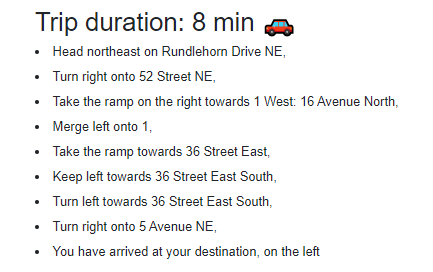 Trip duration: 8 min 🚗
Head northeast on Rundlehorn Drive NE,
Turn right onto 52 Street NE,
Take the ramp on the right towards 1 West: 16 Avenue North,
Merge left onto 1,
Take the ramp towards 36 Street East,
Keep left towards 36 Street East South,
Turn left towards 36 Street East South,
Turn right onto 5 Avenue NE,
You have arrived at your destination, on the left